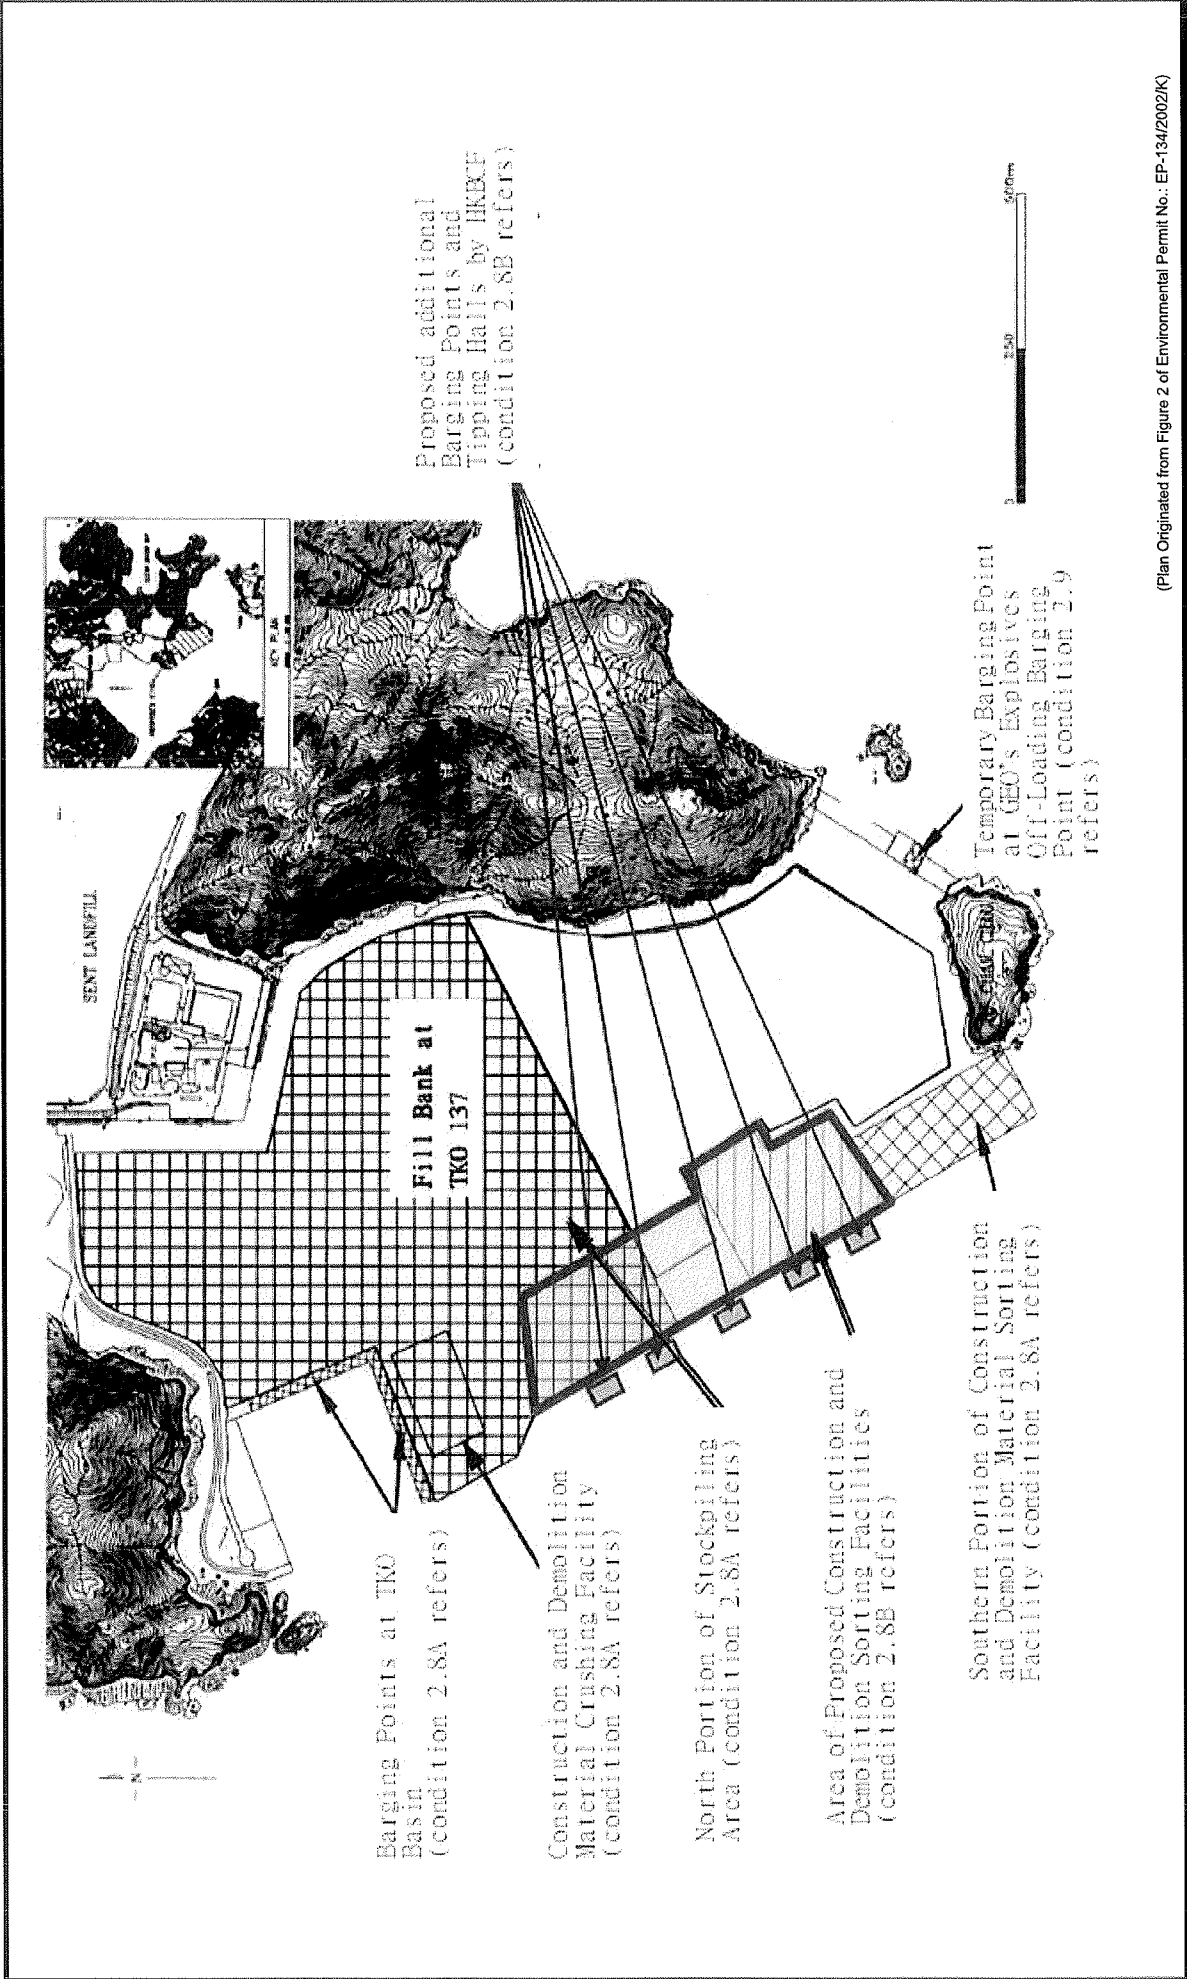 SENT LANDFILL
KEY PLAN
Proposed additional
Barging Points and
Tipping Halls by HKBCF
(condition 2.8B refers)
Fill Bank at
TKO 137
N
Barging Points at TKO
Basin
(condition 2.8A refers)
Construction and Demolition
Material Crushing Facility
(condition 2.8A refers)
North Portion of Stockpiling
Area (condition 2.8A refers)
Area of Proposed Construction and
Demolition Sorting Facilities
(condition 2.8B refers)
Southern Portion of Construction
and Demolition Material Sorting
Facility (condition 2.8A refers)
Temporary Barging Point
at GEO's Explosives
Off-Loading Barging
Point (condition 2.9
refers)
0 250 500m
(Plan Originated from Figure 2 of Environmental Permit No.: EP-134/2002/K)